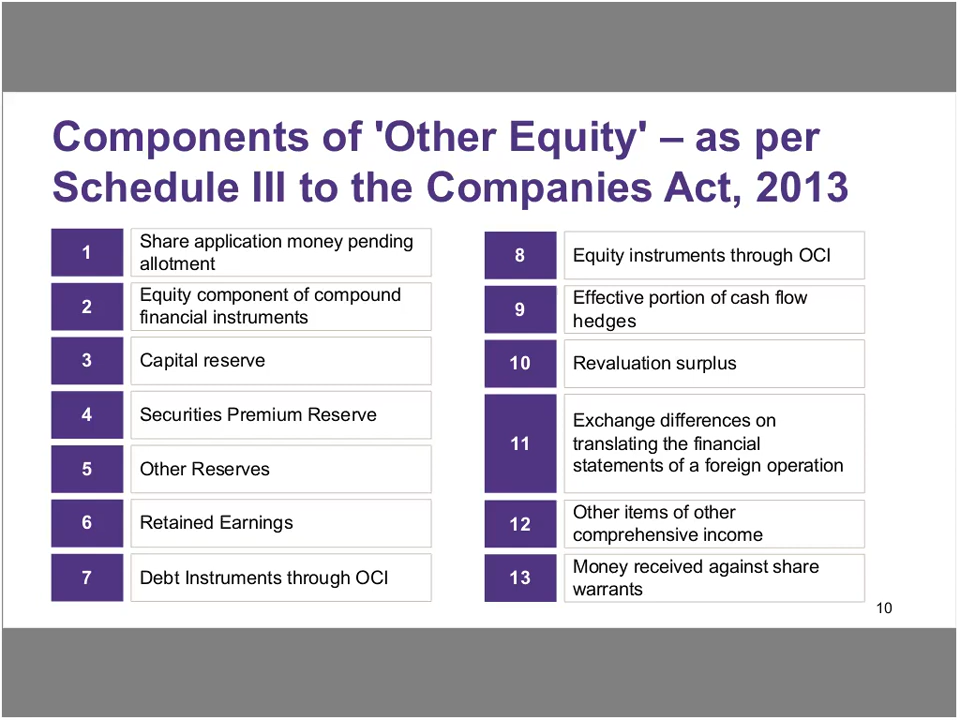 Components of 'Other Equity' – as per
Schedule III to the Companies Act, 2013
1
Share application money pending
allotment
2
Equity component of compound
financial instruments
3
Capital reserve
4
Securities Premium Reserve
5
Other Reserves
6
Retained Earnings
7
Debt Instruments through OCI
8
Equity instruments through OCI
9
Effective portion of cash flow
hedges
10
Revaluation surplus
11
Exchange differences on
translating the financial
statements of a foreign operation
12
Other items of other
comprehensive income
13
Money received against share
warrants
10